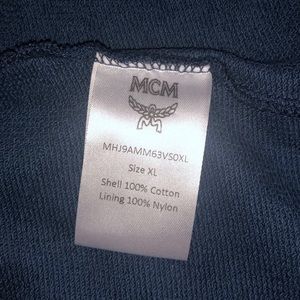 MCM
MHJ9AMM63VS0XL
Size XL
Shell 100% Cotton
Lining 100% Nylon